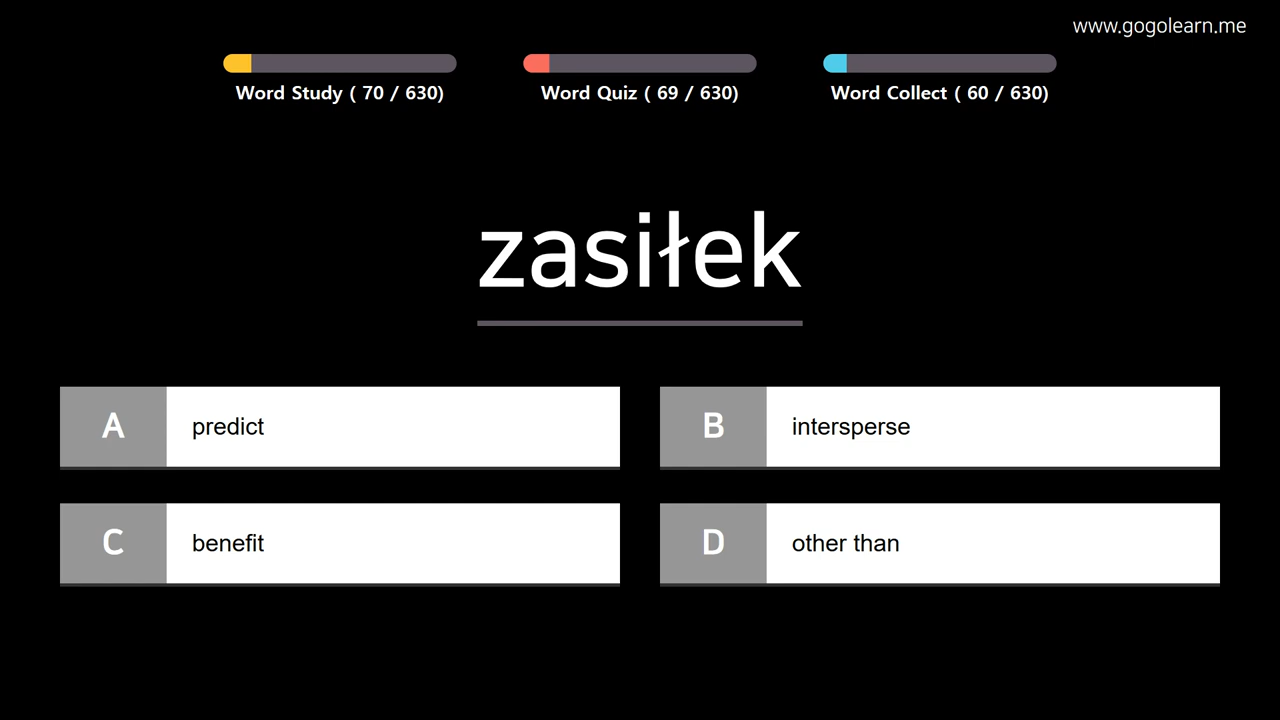 www.gogolearn.me
Word Study ( 70 / 630)
Word Quiz ( 69 / 630)
Word Collect ( 60 / 630)
zasiłek
A predict
B intersperse
C benefit
D other than